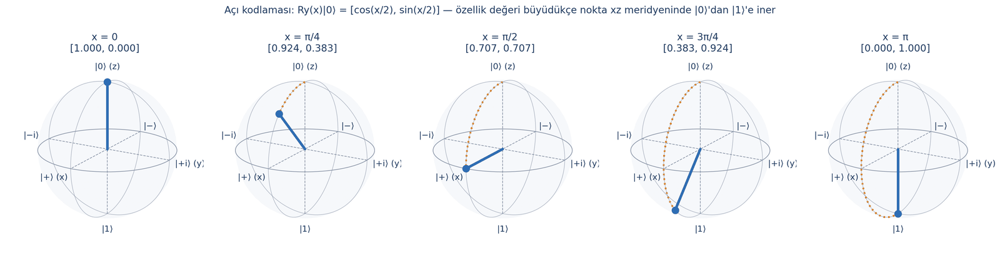 Açı kodlaması: Ry(x)|0⟩ = [cos(x/2), sin(x/2)] — özellik değeri büyüdükçe nokta xz meridyeninde |0⟩'dan |1⟩'e iner
x = 0
[1.000, 0.000]
|0⟩ (z)
|−⟩
|−i⟩
|+i⟩ (y)
|+⟩ (x)
|1⟩
x = π/4
[0.924, 0.383]
|0⟩ (z)
|−⟩
|−i⟩
|+i⟩ (y)
|+⟩ (x)
|1⟩
x = π/2
[0.707, 0.707]
|0⟩ (z)
|−⟩
|−i⟩
|+i⟩ (y)
|+⟩ (x)
|1⟩
x = 3π/4
[0.383, 0.924]
|0⟩ (z)
|−⟩
|−i⟩
|+i⟩ (y)
|+⟩ (x)
|1⟩
x = π
[0.000, 1.000]
|0⟩ (z)
|−⟩
|−i⟩
|+i⟩ (y)
|+⟩ (x)
|1⟩